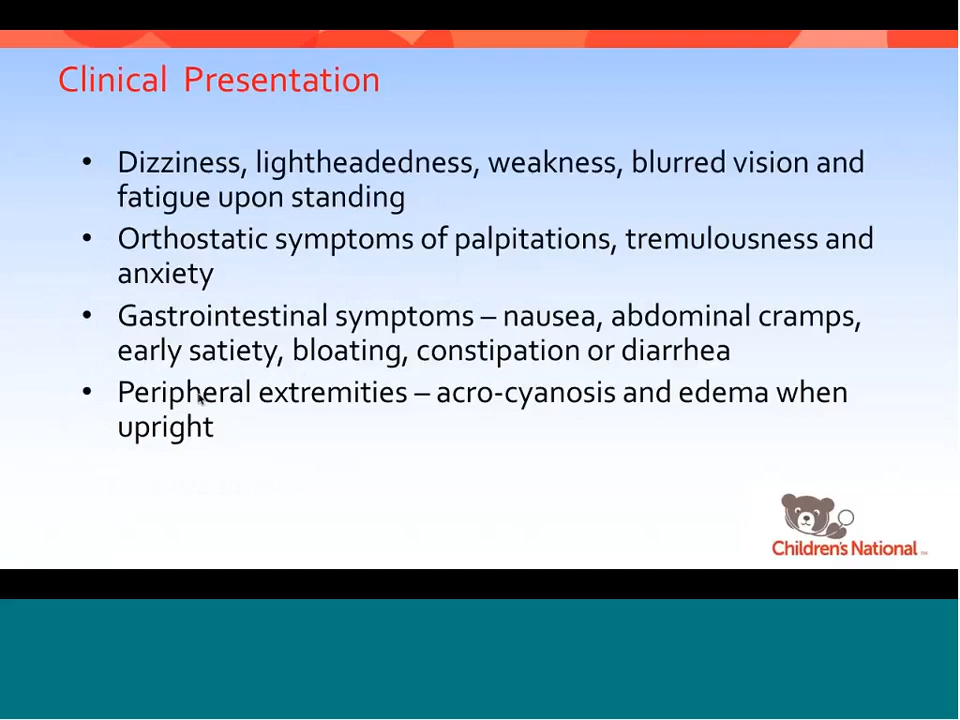 Clinical Presentation
• Dizziness, lightheadedness, weakness, blurred vision and
fatigue upon standing
• Orthostatic symptoms of palpitations, tremulousness and
anxiety
• Gastrointestinal symptoms – nausea, abdominal cramps,
early satiety, bloating, constipation or diarrhea
• Peripheral extremities – acro-cyanosis and edema when
upright
Children's National™